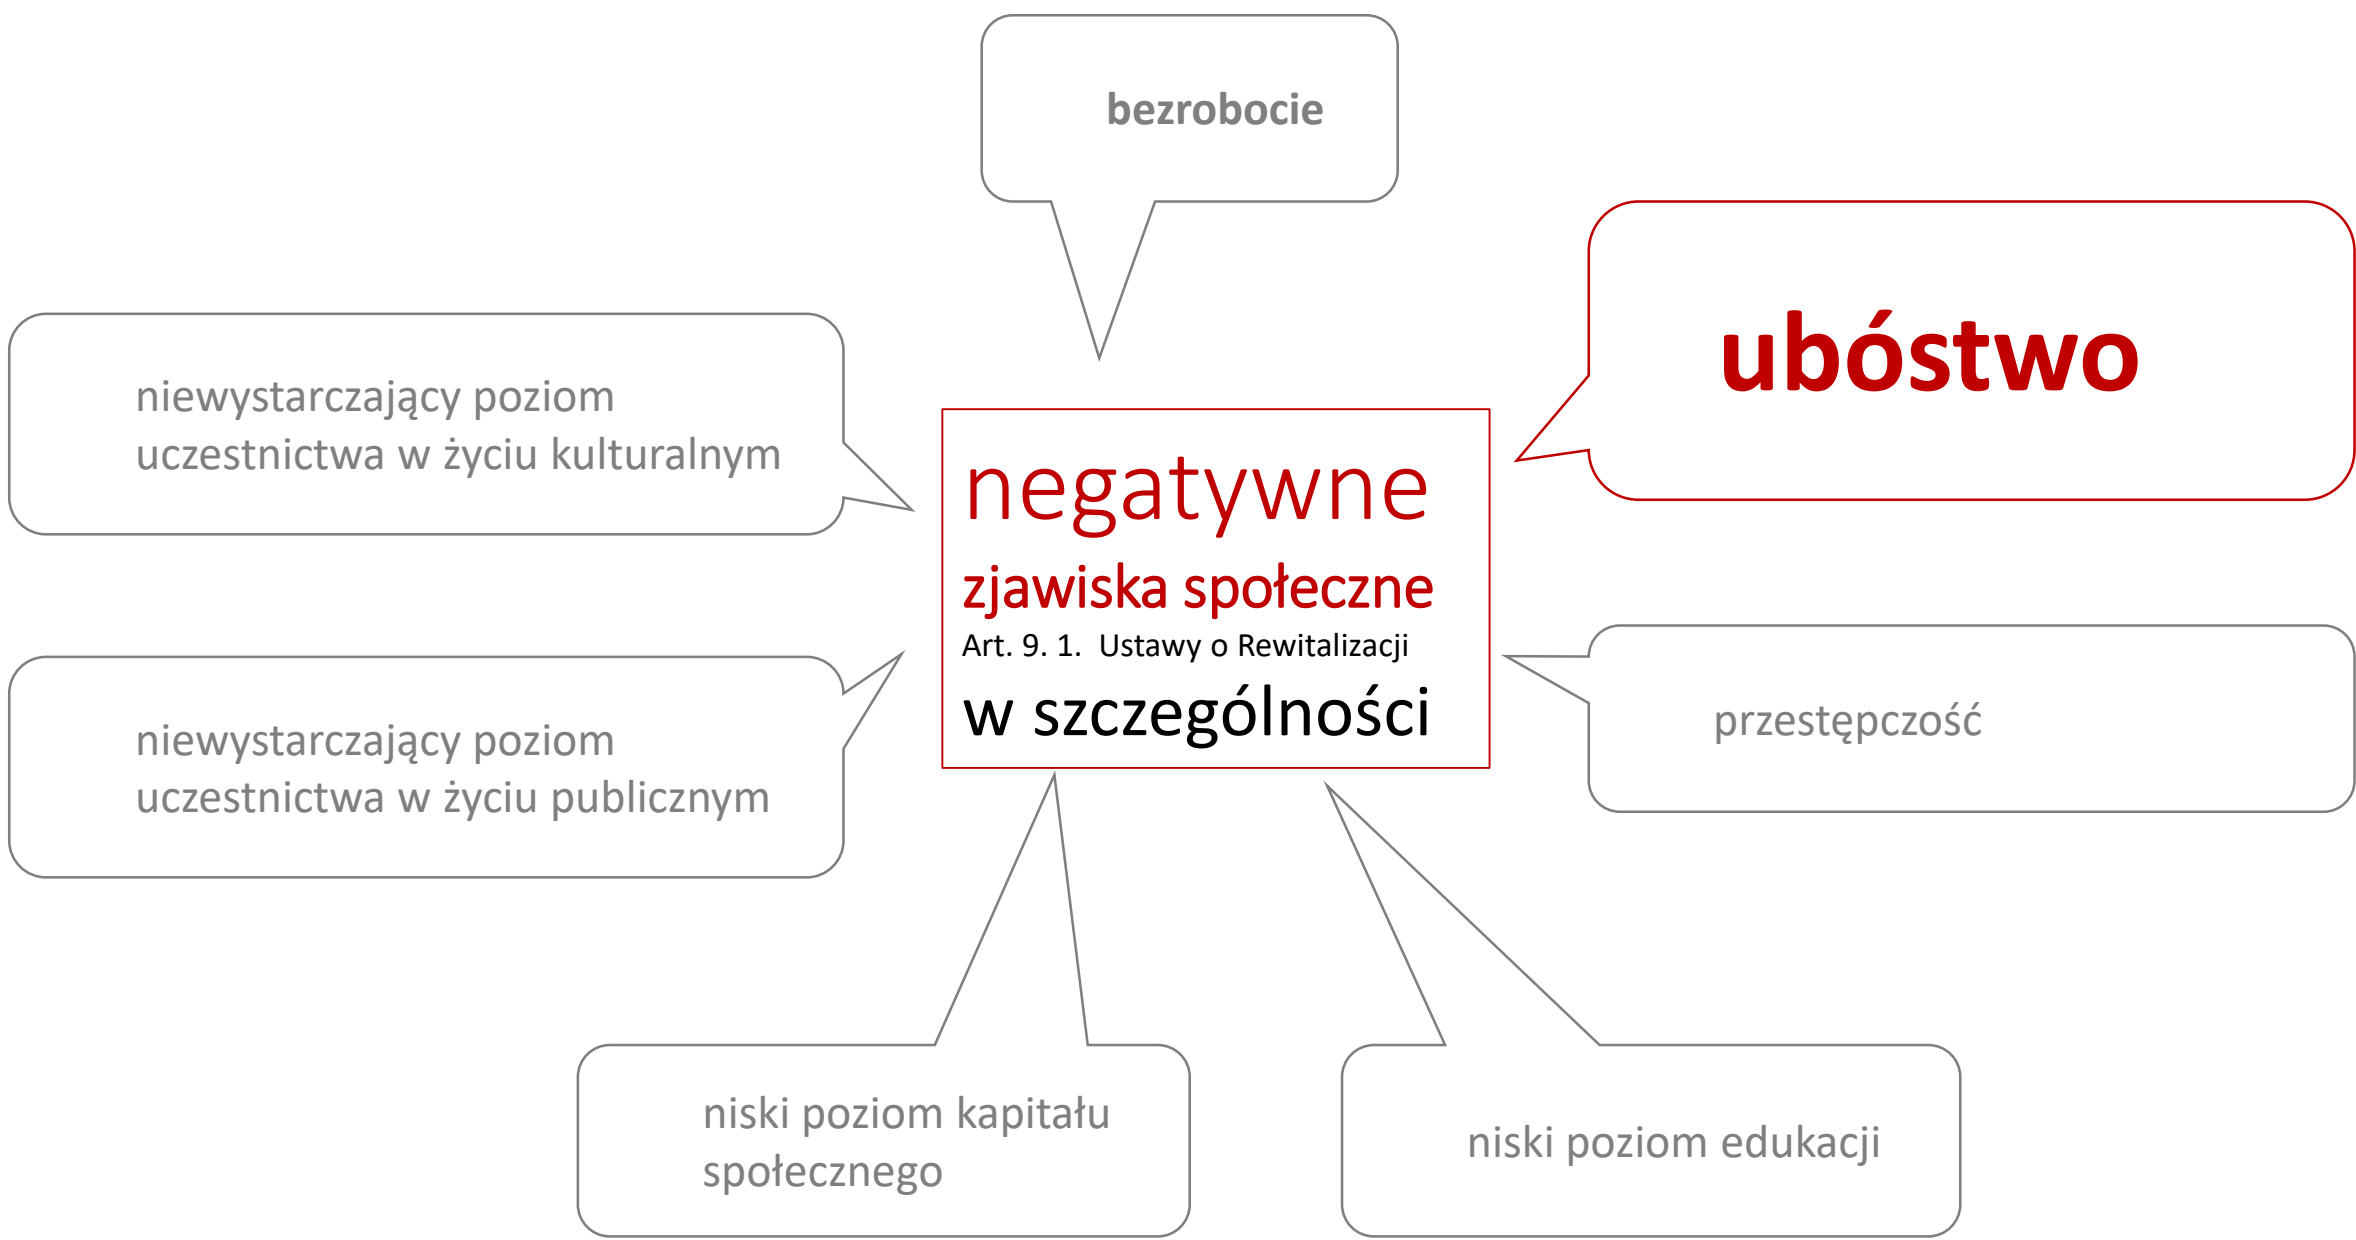 bezrobocie
ubóstwo
niewystarczający poziom
uczestnictwa w życiu kulturalnym
negatywne
zjawiska społeczne
Art. 9. 1.  Ustawy o Rewitalizacji
w szczególności
niewystarczający poziom
uczestnictwa w życiu publicznym
przestępczość
niski poziom kapitału
społecznego
niski poziom edukacji